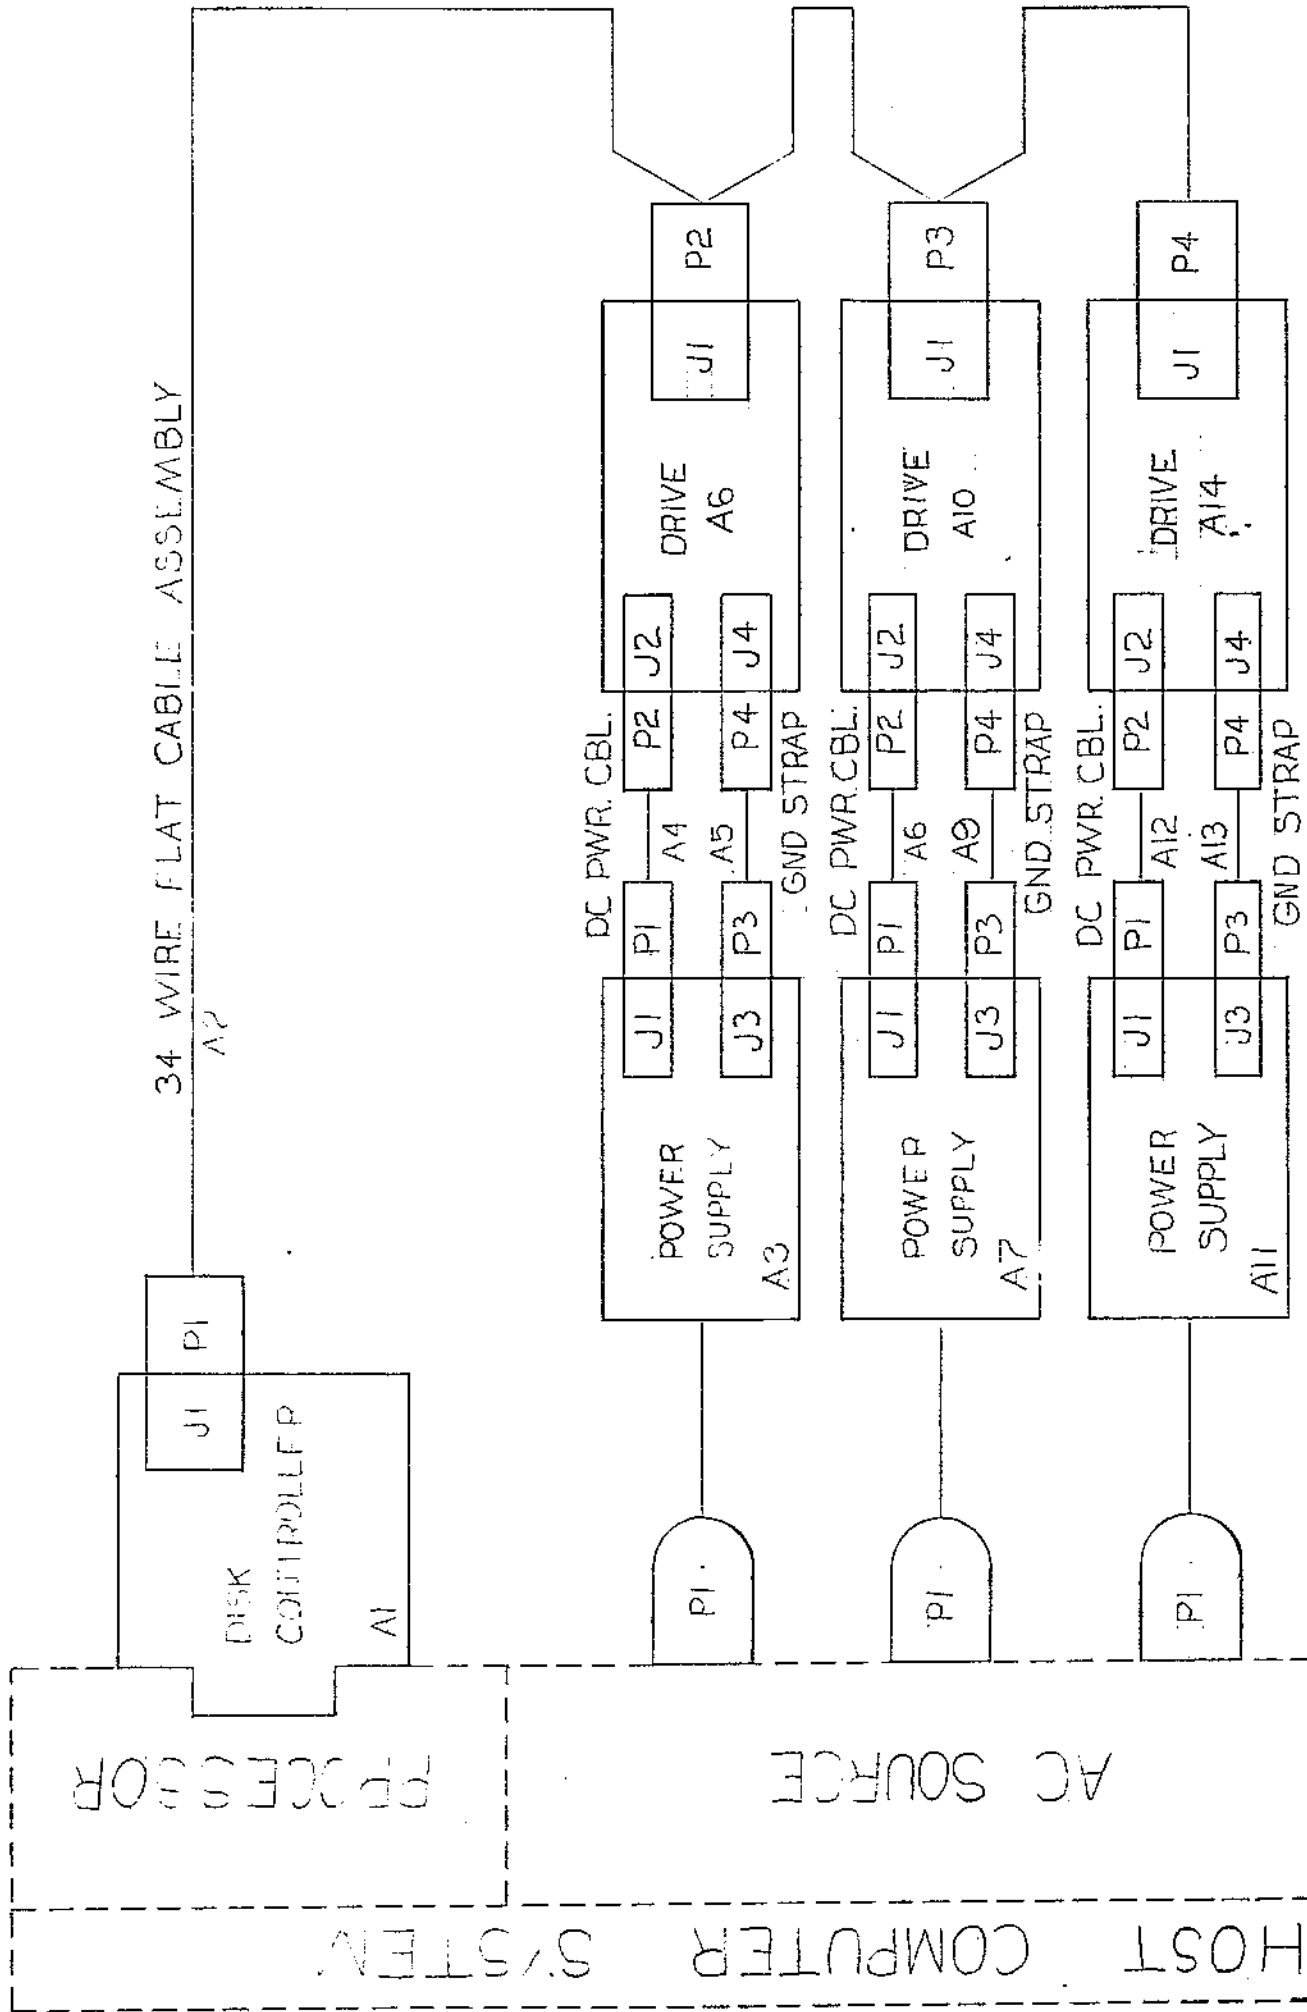 34 WIRE FLAT CABLE ASSEMBLY
A2
P1
J1
DISK
CONTROLLER
A1
PROCESSOR
HOST COMPUTER SYSTEM
AC SOURCE
P1
POWER
SUPPLY
A3
J1
P1
DC PWR. CBL.
A4
P2
J2
J3
P3
A5
GND STRAP
P4
J4
DRIVE
A6
J1
P2
P1
POWER
SUPPLY
A7
J1
P1
DC PWR. CBL.
A6
P2
J2
J3
P3
A9
GND. STRAP
P4
J4
DRIVE
A10
J1
P3
P1
POWER
SUPPLY
A11
J1
P1
DC PWR. CBL.
A12
P2
J2
J3
P3
A13
GND STRAP
P4
J4
DRIVE
A14
J1
P4